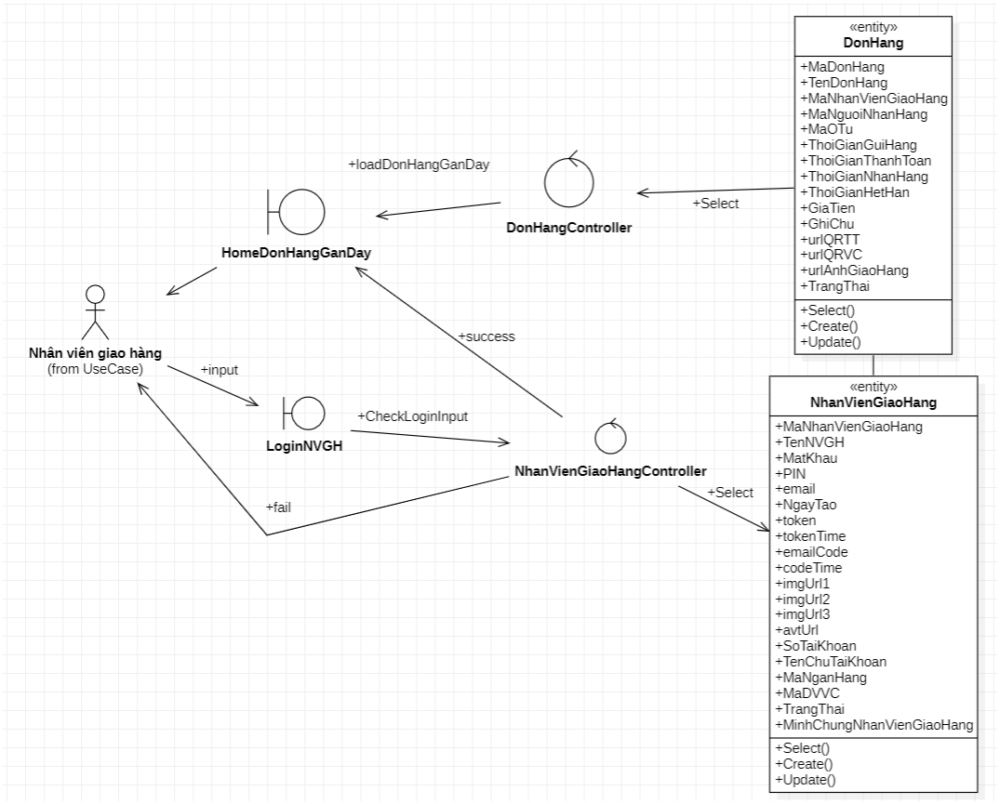 «entity»
DonHang
+MaDonHang
+TenDonHang
+MaNhanVienGiaoHang
+MaNguoiNhanHang
+MaOTu
+ThoiGianGuiHang
+ThoiGianThanhToan
+ThoiGianNhanHang
+ThoiGianHetHan
+GiaTien
+GhiChu
+urlQRTT
+urlQRVC
+urlAnhGiaoHang
+TrangThai
+Select()
+Create()
+Update()
+loadDonHangGanDay
+Select
DonHangController
HomeDonHangGanDay
+success
Nhân viên giao hàng
(from UseCase)
+input
+CheckLoginInput
LoginNVGH
NhanVienGiaoHangController
+Select
+fail
«entity»
NhanVienGiaoHang
+MaNhanVienGiaoHang
+TenNVGH
+MatKhau
+PIN
+email
+NgayTao
+token
+tokenTime
+emailCode
+codeTime
+imgUrl1
+imgUrl2
+imgUrl3
+avtUrl
+SoTaiKhoan
+TenChuTaiKhoan
+MaNganHang
+MaDVVC
+TrangThai
+MinhChungNhanVienGiaoHang
+Select()
+Create()
+Update()